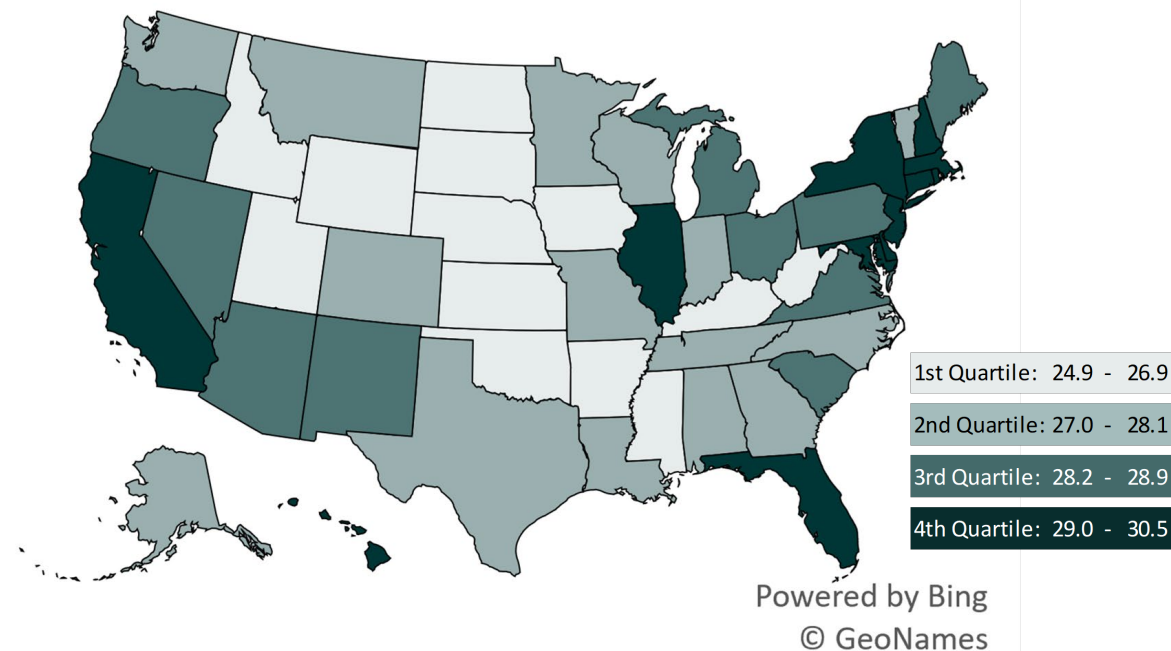 1st Quartile: 24.9 - 26.9
2nd Quartile: 27.0 - 28.1
3rd Quartile: 28.2 - 28.9
4th Quartile: 29.0 - 30.5
Powered by Bing
© GeoNames